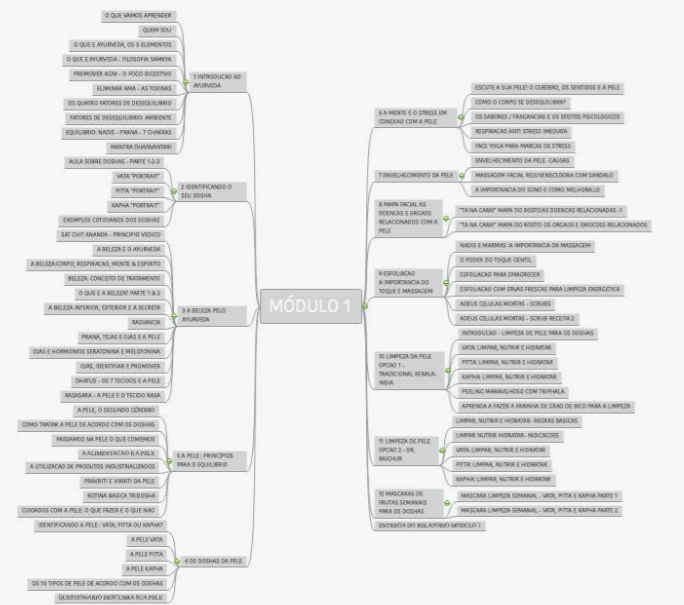 O QUE VAMOS APRENDER
QUEM SOU
O QUE E AYURVEDA, OS 5 ELEMENTOS
O QUE E AYURVEDA - FILOSOFIA SAMKYA
PROMOVER AGNI - O FOGO DIGESTIVO
ELIMINAR AMA - AS TOXINAS
OS QUATRO FATORES DE DESEQUILIBRIO
FATORES DE DESEQUILIBRIO: AMBIENTE
EQUILIBRIO: NADIS - PRANA - 7 CHAKRAS
MANTRA DHANVANTARI
1 INTRODUCAO AO
AYURVEDA
AULA SOBRE DOSHAS - PARTE 1-2-3
VATA "PORTRAIT"
PITTA "PORTRAIT"
KAPHA "PORTRAIT"
EXEMPLOS COTIDIANOS DOS DOSHAS
2 IDENTIFICANDO O
SEU DOSHA
SAT CHIT ANANDA - PRINCIPIO VEDICO
A BELEZA E O AYURVEDA
A BELEZA:CORPO, RESPIRACAO, MENTE & ESPIRITO
BELEZA: CONCEITO DE TRATAMENTO
O QUE E A BELEZA? PARTE 1 & 2
A BELEZA INTERIOR, EXTERIOR E A SECRETA
RADIANCIA
PRANA, TEJAS E OJAS E A PELE
OJAS E HORMONIOS SERATONINA E MELOTONINA
OJAS, IDENTIFIAR E PROMOVER
DHATUS - OS 7 TECIDOS E A PELE
RASASARA - A PELE E O TECIDO RASA
3 A BELEZA PELO
AYURVEDA
A PELE, O SEGUNDO CÉREBRO
COMO TRATAR A PELE DE ACORDO COM OS DOSHAS
PASSAMOS NA PELE O QUE COMEMOS
A ALIMENTACAO E A PELE
A UTILIZACAO DE PRODUTOS INDUSTRIALIZADOS
PRAKRITI E VIKRITI DA PELE
ROTINA BASICA TRIDOSHA
CUIDADOS COM A PELE: O QUE FAZER E O QUE NAO
5 A PELE : PRINCÍPIOS
PARA O EQUILIBRIO
IDENTIFICANDO A PELE : VATA, PITTA OU KAPHA?
A PELE VATA
A PELE PITTA
A PELE KAPHA
OS 10 TIPOS DE PELE DE ACORDO COM OS DOSHAS
QUESTIONARIO DESCUBRA SUA PELE
4 OS DOSHAS DA PELE
MÓDULO 1
6 A MENTE E O STRESS EM
CONEXAO COM A PELE
ESCUTE A SUA PELE! O CEREBRO, OS SENTIDOS E A PELE
COMO O CORPO SE DESEQUILIBRA?
OS SABORES / FRAGANCIAS E OS EFEITOS PSICOLOGICOS
RESPIRACAO ANTI STRESS IMEDIATA
FACE YOGA PARA MARCAS DE STRESS
7 ENVELHECIMENTO DA PELE
ENVELHECIMENTO DA PELE -CAUSAS
MASSAGEM FACIAL REJUVENSCEDORA COM SANDALO
A IMPORTANCIA DO SONO E COMO MELHORA,LO
8 MAPA FACIAL AS
DOENCAS E ORGAOS
RELACIONADOS COM A
PELE
"TA NA CARA!" MAPA DO ROSTO:AS DOENCAS RELACIONADAS -1
"TA NA CARA!" MAPA DO ROSTO: OS ORGAOS E EMOCOES RELACIONADOS
9 ESFOLIACAO
A IMPORTANCIA DO
TOQUE E MASSAGEM
NADIS E MARMAS :A IMPORTANCIA DA MASSAGEM
O PODER DO TOQUE GENTIL
ESFOLIACAO PARA EMAGRECER
ESFOLIACAO COM ERVAS FRESCAS PARA LIMPEZA ENERGETICA
ADEUS CELULAS MORTAS - SCRUBS
ADEUS CELULAS MORTAS - SCRUB RECEITA 2
10 LIMPEZA DA PELE
OPCAO 1 -
TRADICIONAL KERALA-
INDIA
INTRODUCAO - LIMPEZA DE PELE PARA OS DOSHAS
VATA: LIMPAR, NUTRIR E HIDRATAR
PITTA: LIMPAR, NUTRIR E HIDRATAR
KAPHA: LIMPAR, NUTRIR E HIDRATAR
PEELING MARAVILHOSO COM TRIPHALA
APRENDA A FAZER A FARINHA DE GRAO DE BICO PARA A LIMPEZA
11 LIMPEZA DE PELE
OPCAO 2 - DR.
RAICHUR
LIMPAR, NUTRIR E HIDRATAR- REGRAS BASICAS
LIMPAR NUTRIR HIDRATAR- INDICACOES
VATA: LIMPAR, NUTRIR E HIDRATAR
PITTA: LIMPAR, NUTRIR E HIDRATAR
KAPHA: LIMPAR, NUTRIR E HIDRATAR
12 MASCARAS DE
FRUTAS SEMANAIS
PARA OS DOSHAS
MASCARA LIMPEZA SEMANAL - VATA, PITTA E KAPHA PARTE 1
MASCARA LIMPEZA SEMANAL - VATA, PITTA E KAPHA PARTE 2
ENTREGA DO RELATORIO MODULO 1